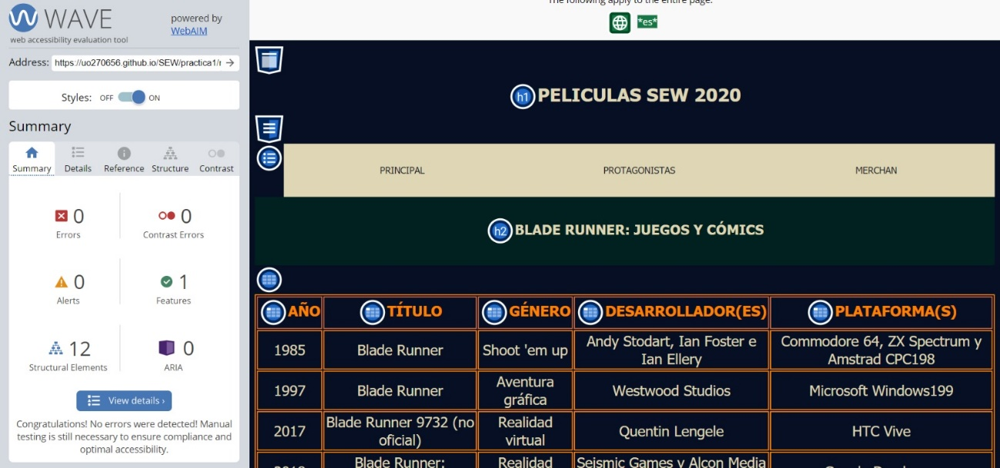 WAVE
web accessibility evaluation tool
powered by
WebAIM
Address: https://uo270656.github.io/SEW/practica1/
Styles: OFF ON
Summary
Summary Details Reference Structure Contrast
0 0
Errors Contrast Errors
0 1
Alerts Features
12 0
Structural Elements ARIA
View details ›
Congratulations! No errors were detected! Manual
testing is still necessary to ensure compliance and
optimal accessibility.
The following apply to the entire page.
*es*
h1 PELICULAS SEW 2020
PRINCIPAL PROTAGONISTAS MERCHAN
h2 BLADE RUNNER: JUEGOS Y CÓMICS
AÑO TÍTULO GÉNERO DESARROLLADOR(ES) PLATAFORMA(S)
1985 Blade Runner Shoot 'em up Andy Stodart, Ian Foster e Commodore 64, ZX Spectrum y
Ian Ellery Amstrad CPC198
1997 Blade Runner Aventura Westwood Studios Microsoft Windows199
gráfica
2017 Blade Runner 9732 (no Realidad Quentin Lengele HTC Vive
oficial) virtual
Blade Runner: Realidad Seismic Games y Alcon Media